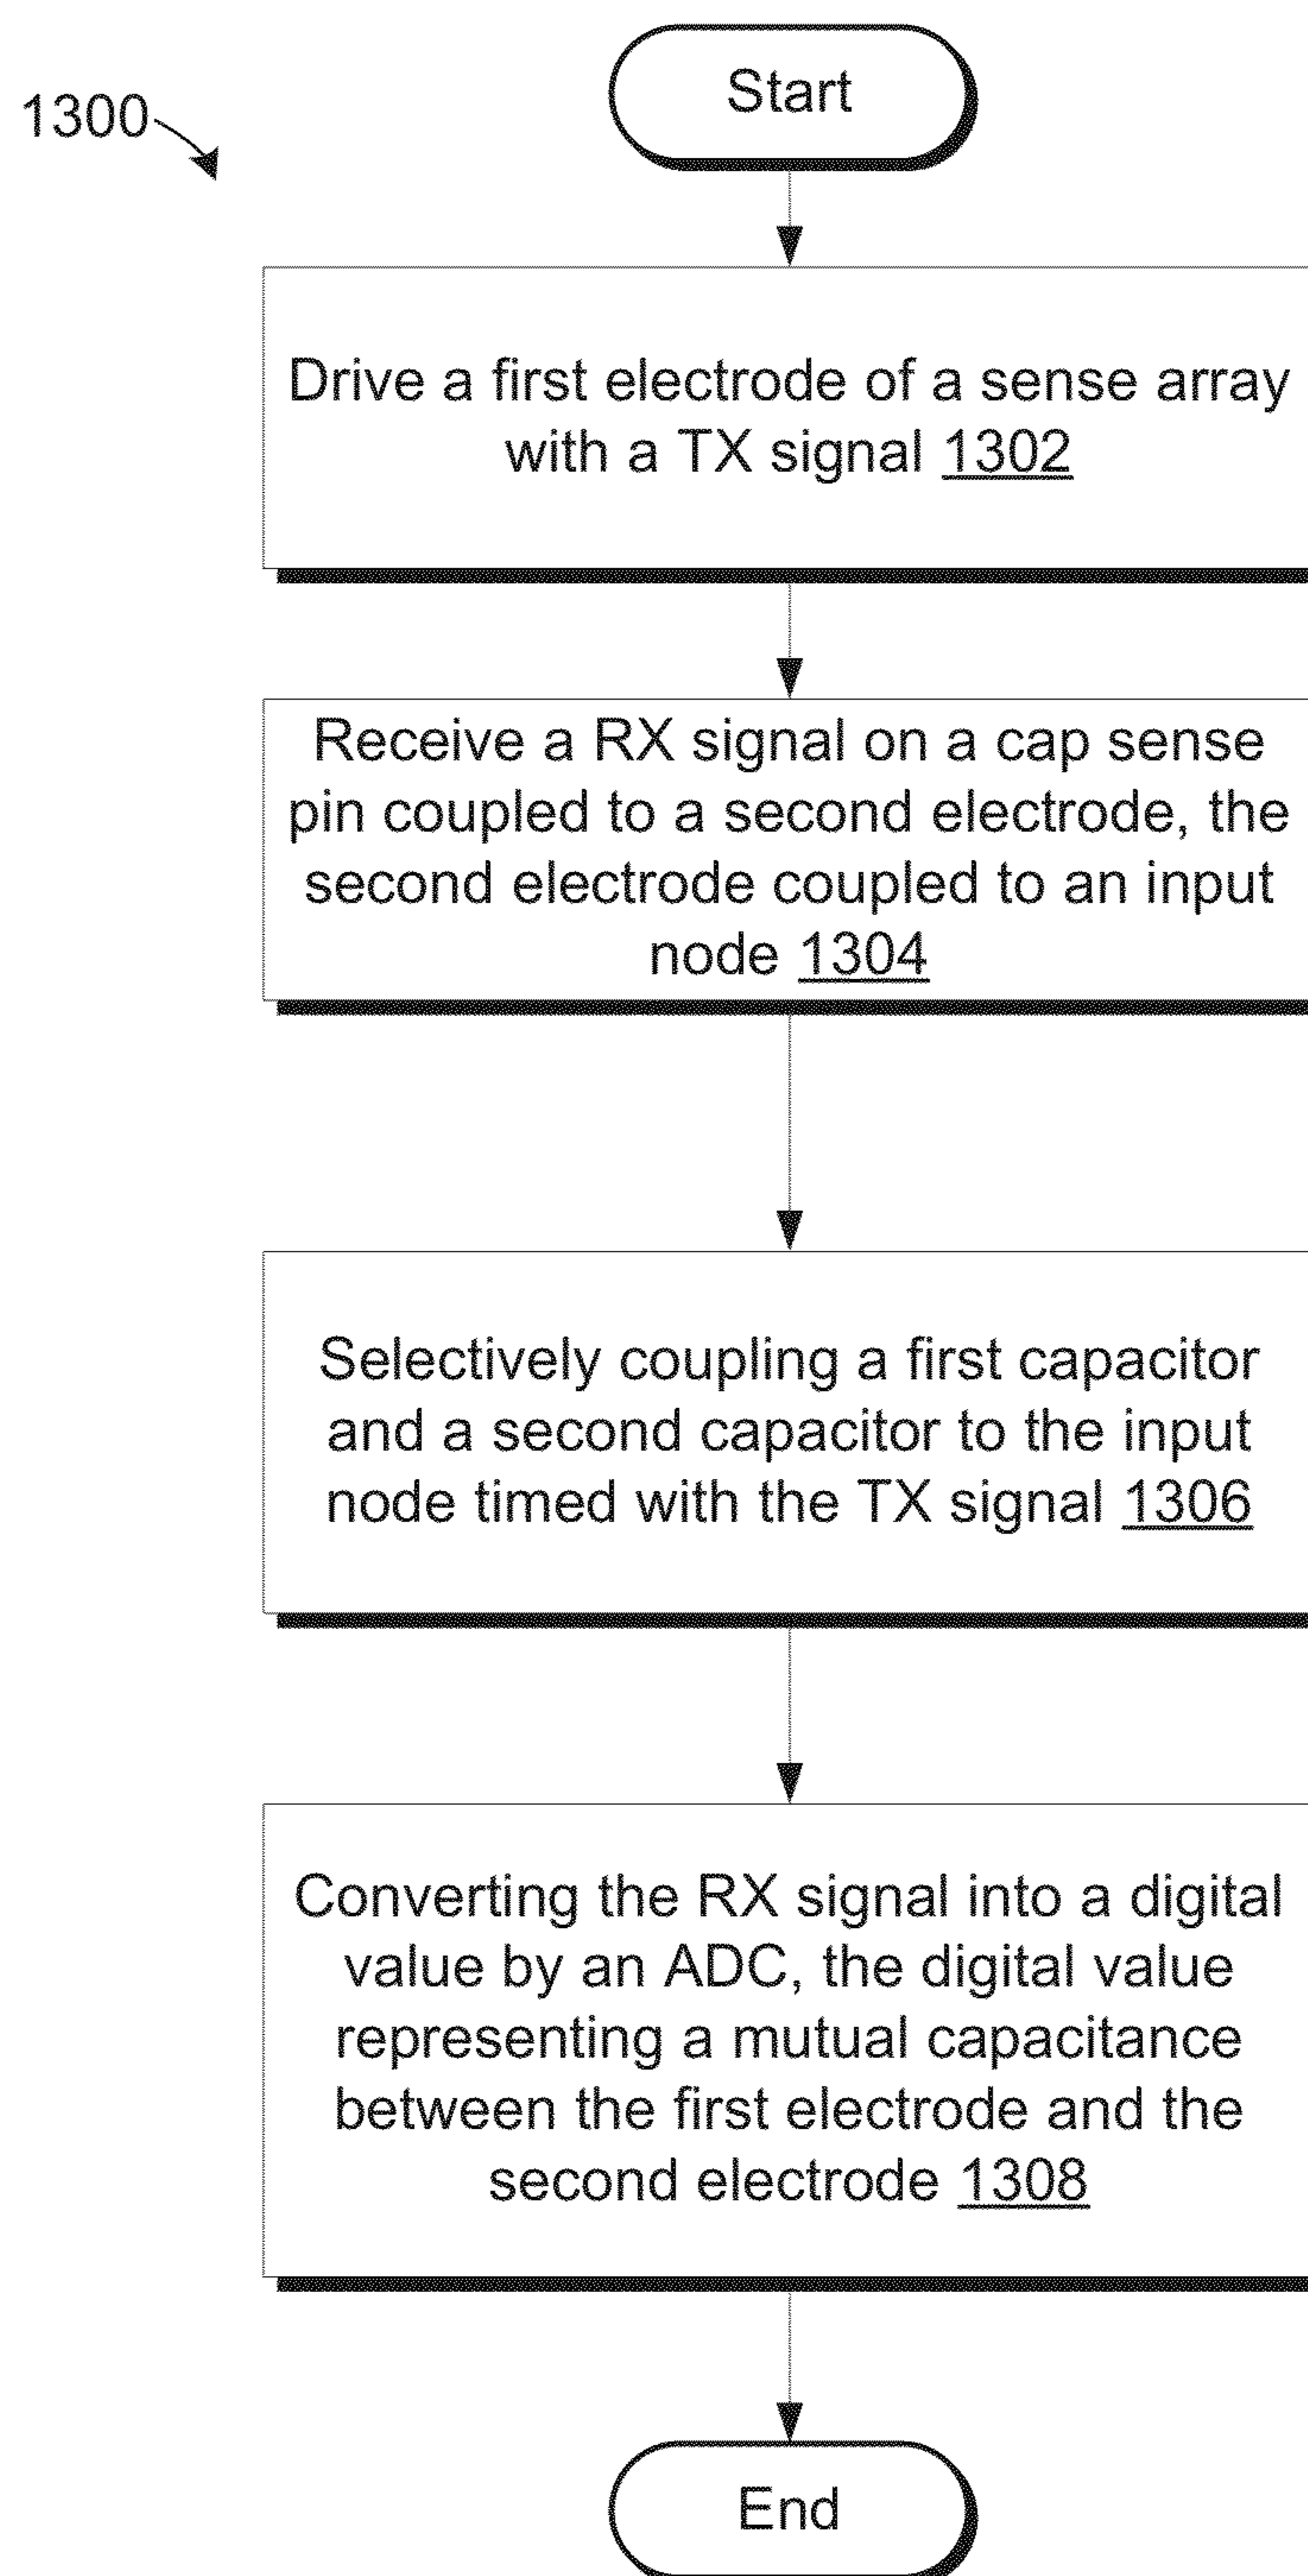 Start
1300
Drive a first electrode of a sense array
with a TX signal 1302
Receive a RX signal on a cap sense
pin coupled to a second electrode, the
second electrode coupled to an input
node 1304
Selectively coupling a first capacitor
and a second capacitor to the input
node timed with the TX signal 1306
Converting the RX signal into a digital
value by an ADC, the digital value
representing a mutual capacitance
between the first electrode and the
second electrode 1308
End